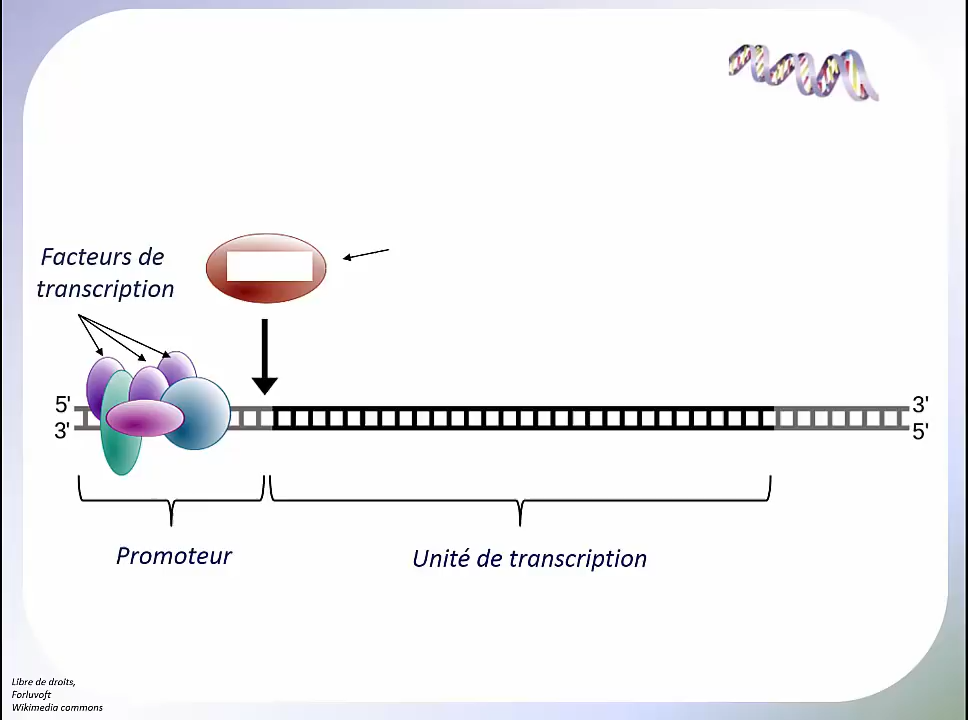 Facteurs de
transcription
5'
3'
3'
5'
Promoteur
Unité de transcription
Libre de droits,
Forluvoft
Wikimedia commons